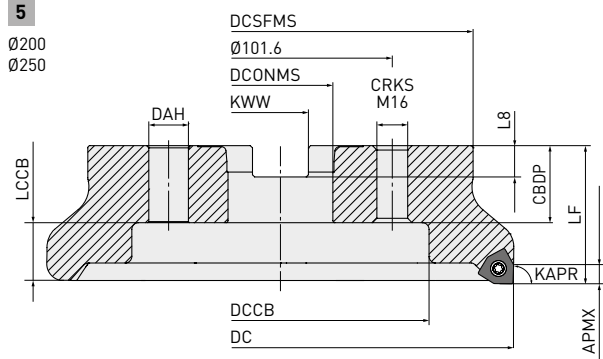 5
Ø200
Ø250
DCSFMS
Ø101.6
DCONMS
KWW
CRKS
M16
DAH
L8
LCCB
CBDP
LF
KAPR
APMX
DCCB
DC